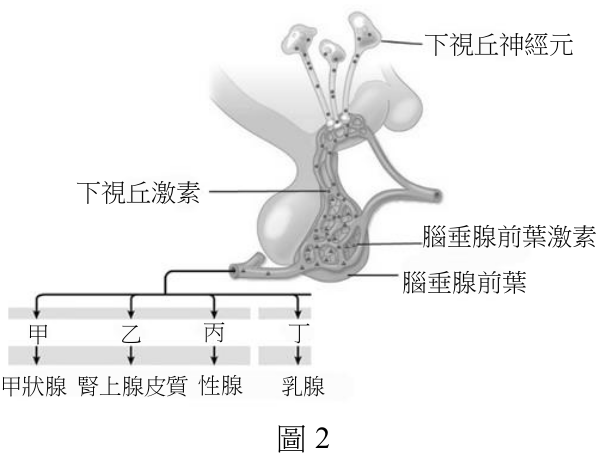 下視丘神經元
下視丘激素
腦垂腺前葉激素
腦垂腺前葉
甲 乙 丙 丁
甲狀腺 腎上腺皮質 性腺 乳腺
圖 2